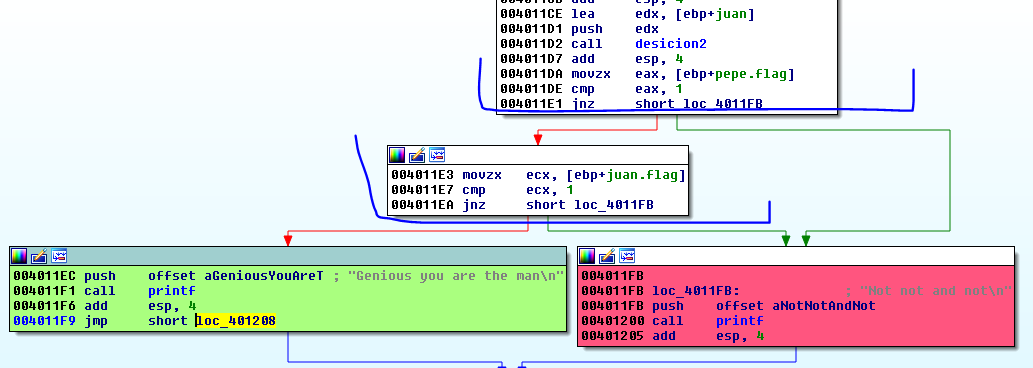 004011CE lea edx, [ebp+juan]
004011D1 push edx
004011D2 call desicion2
004011D7 add esp, 4
004011DA movzx eax, [ebp+pepe.flag]
004011DE cmp eax, 1
004011E1 jnz short loc_4011FB
004011E3 movzx ecx, [ebp+juan.flag]
004011E7 cmp ecx, 1
004011EA jnz short loc_4011FB
004011EC push offset aGeniousYouAreT ; "Genious you are the man\n"
004011F1 call printf
004011F6 add esp, 4
004011F9 jmp short loc_401208
004011FB
004011FB loc_4011FB: ; "Not not and not\n"
004011FB push offset aNotNotAndNot
00401200 call printf
00401205 add esp, 4